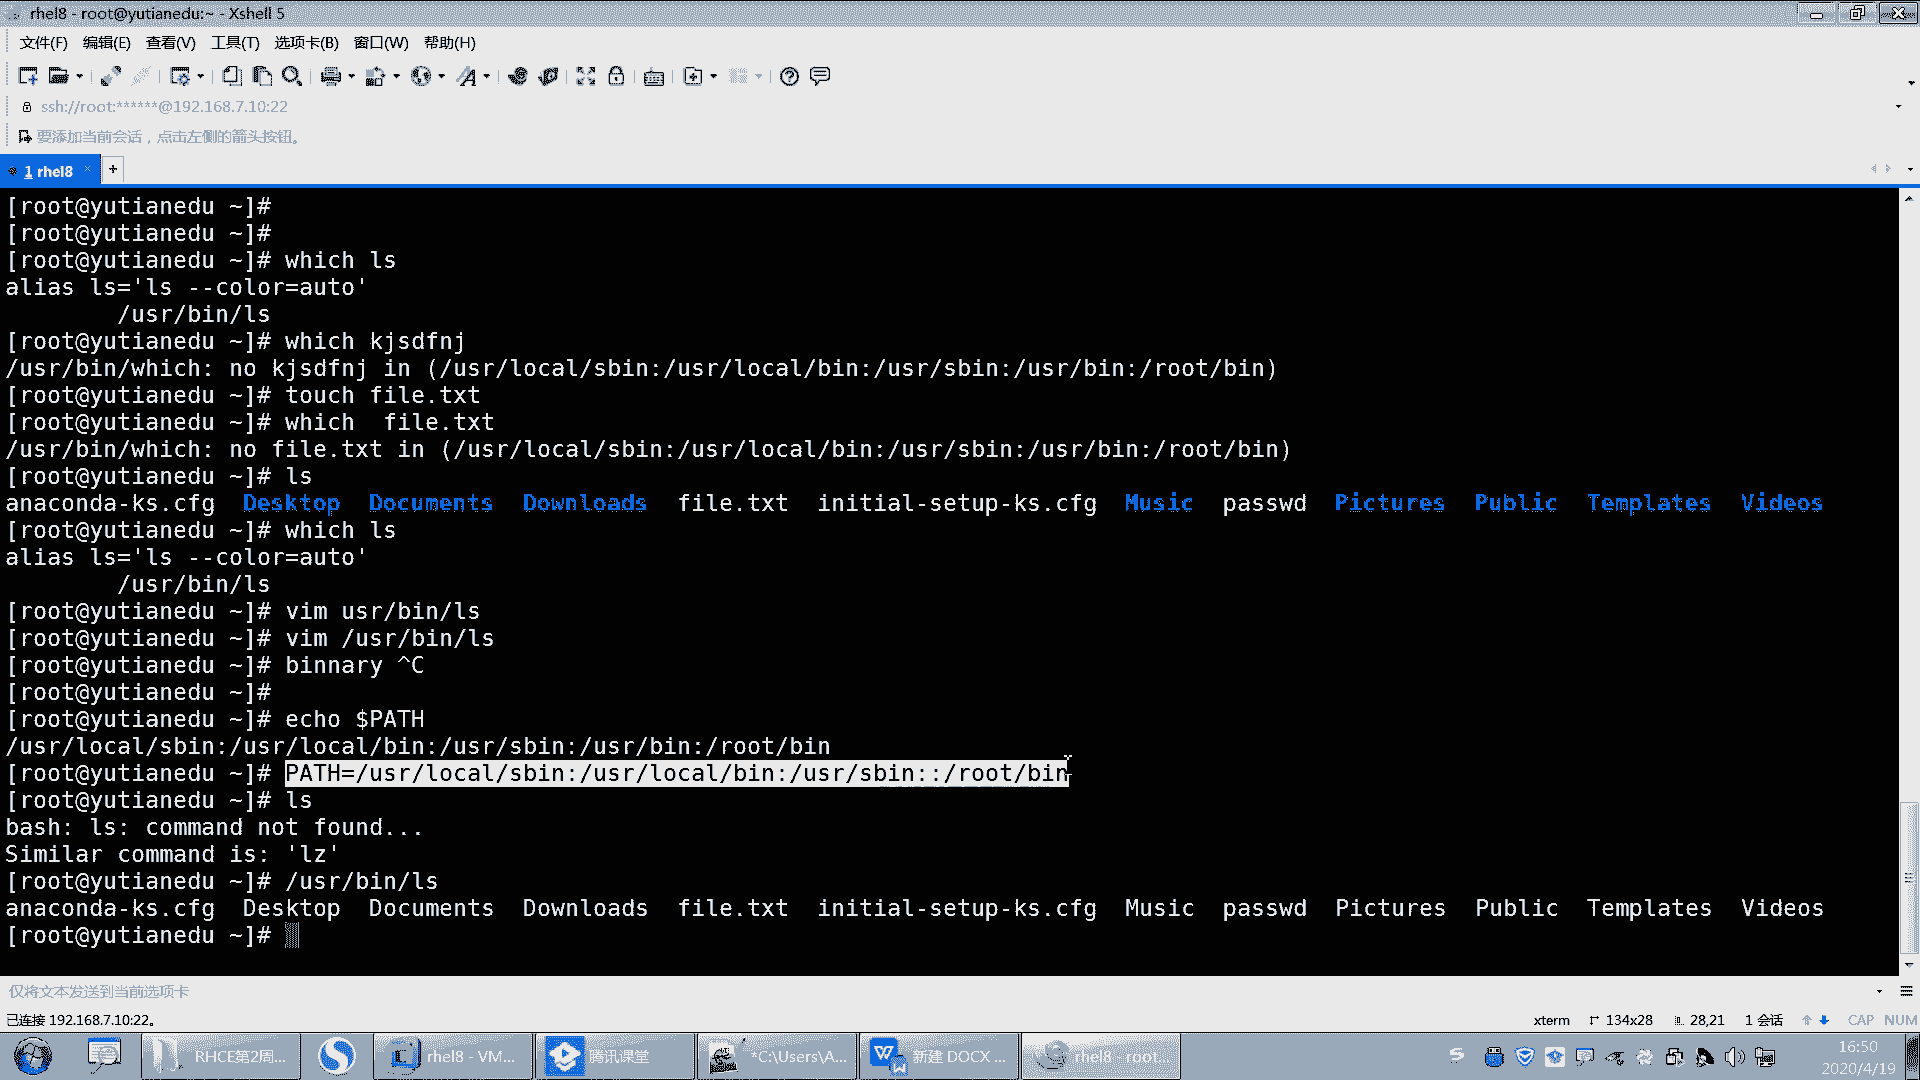 rhel8 - root@yutianedu:~ - Xshell 5
文件(F) 编辑(E) 查看(V) 工具(T) 选项卡(B) 窗口(W) 帮助(H)
ssh://root:******@192.168.7.10:22
要添加当前会话，点击左侧的箭头按钮。
1 rhel8 × +
[root@yutianedu ~]#
[root@yutianedu ~]#
[root@yutianedu ~]# which ls
alias ls='ls --color=auto'
        /usr/bin/ls
[root@yutianedu ~]# which kjsdfnj
/usr/bin/which: no kjsdfnj in (/usr/local/sbin:/usr/local/bin:/usr/sbin:/usr/bin:/root/bin)
[root@yutianedu ~]# touch file.txt
[root@yutianedu ~]# which  file.txt
/usr/bin/which: no file.txt in (/usr/local/sbin:/usr/local/bin:/usr/sbin:/usr/bin:/root/bin)
[root@yutianedu ~]# ls
anaconda-ks.cfg  Desktop  Documents  Downloads  file.txt  initial-setup-ks.cfg  Music  passwd  Pictures  Public  Templates  Videos
[root@yutianedu ~]# which ls
alias ls='ls --color=auto'
        /usr/bin/ls
[root@yutianedu ~]# vim usr/bin/ls
[root@yutianedu ~]# vim /usr/bin/ls
[root@yutianedu ~]# binnary ^C
[root@yutianedu ~]#
[root@yutianedu ~]# echo $PATH
/usr/local/sbin:/usr/local/bin:/usr/sbin:/usr/bin:/root/bin
[root@yutianedu ~]# PATH=/usr/local/sbin:/usr/local/bin:/usr/sbin::/root/bin
[root@yutianedu ~]# ls
bash: ls: command not found...
Similar command is: 'lz'
[root@yutianedu ~]# /usr/bin/ls
anaconda-ks.cfg  Desktop  Documents  Downloads  file.txt  initial-setup-ks.cfg  Music  passwd  Pictures  Public  Templates  Videos
[root@yutianedu ~]#
仅将文本发送到当前选项卡
已连接 192.168.7.10:22。 xterm 134x28 28,21 1 会话 CAP NUM
RHCE第2周... rhel8 - VM... 腾讯课堂 *C:\Users\A... 新建 DOCX ... rhel8 - root... 16:50
2020/4/19